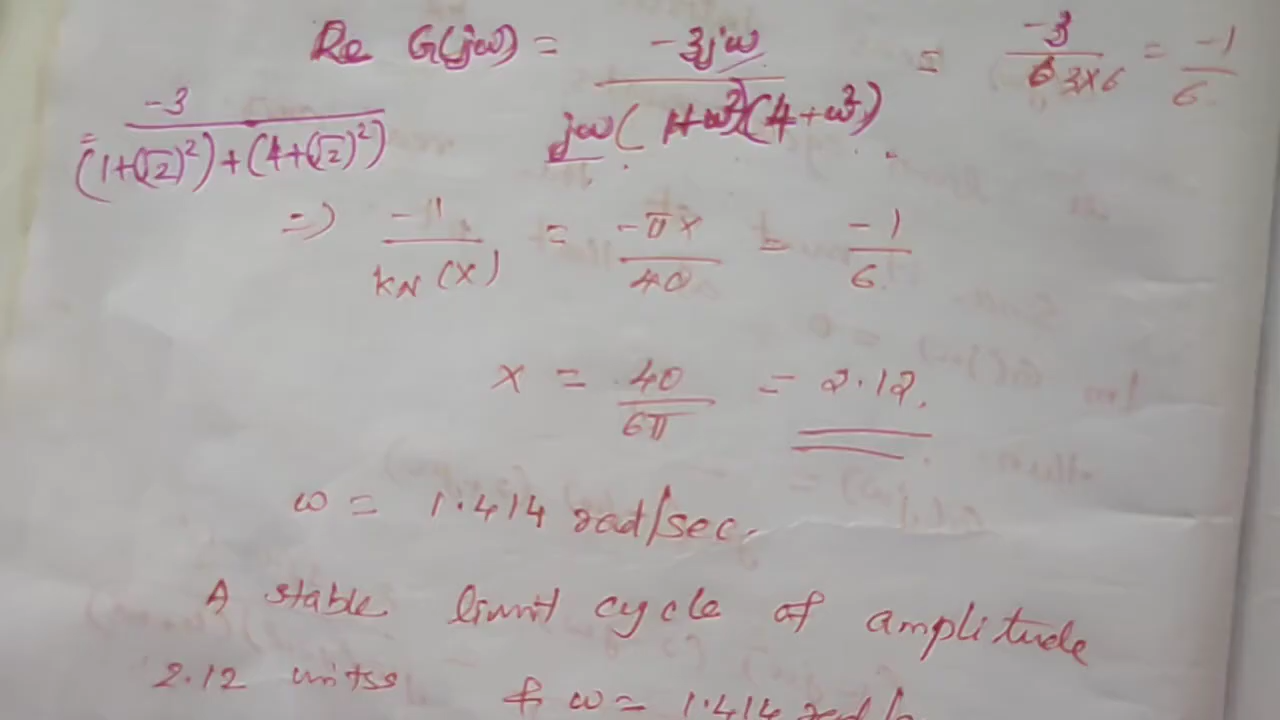 Re G(jω) = -3jω / jω(1+ω²)(4+ω²) = -3 / 3×6 = -1/6
= -3 / (1+(√2)²)+(4+(√2)²)
=> -1 / KN(X) = -πX / 40 = -1/6
X = 40 / 6π = 2.12.
ω = 1.414 rad/sec.
A stable limit cycle of amplitude
2.12 units & ω = 1.414 rad/